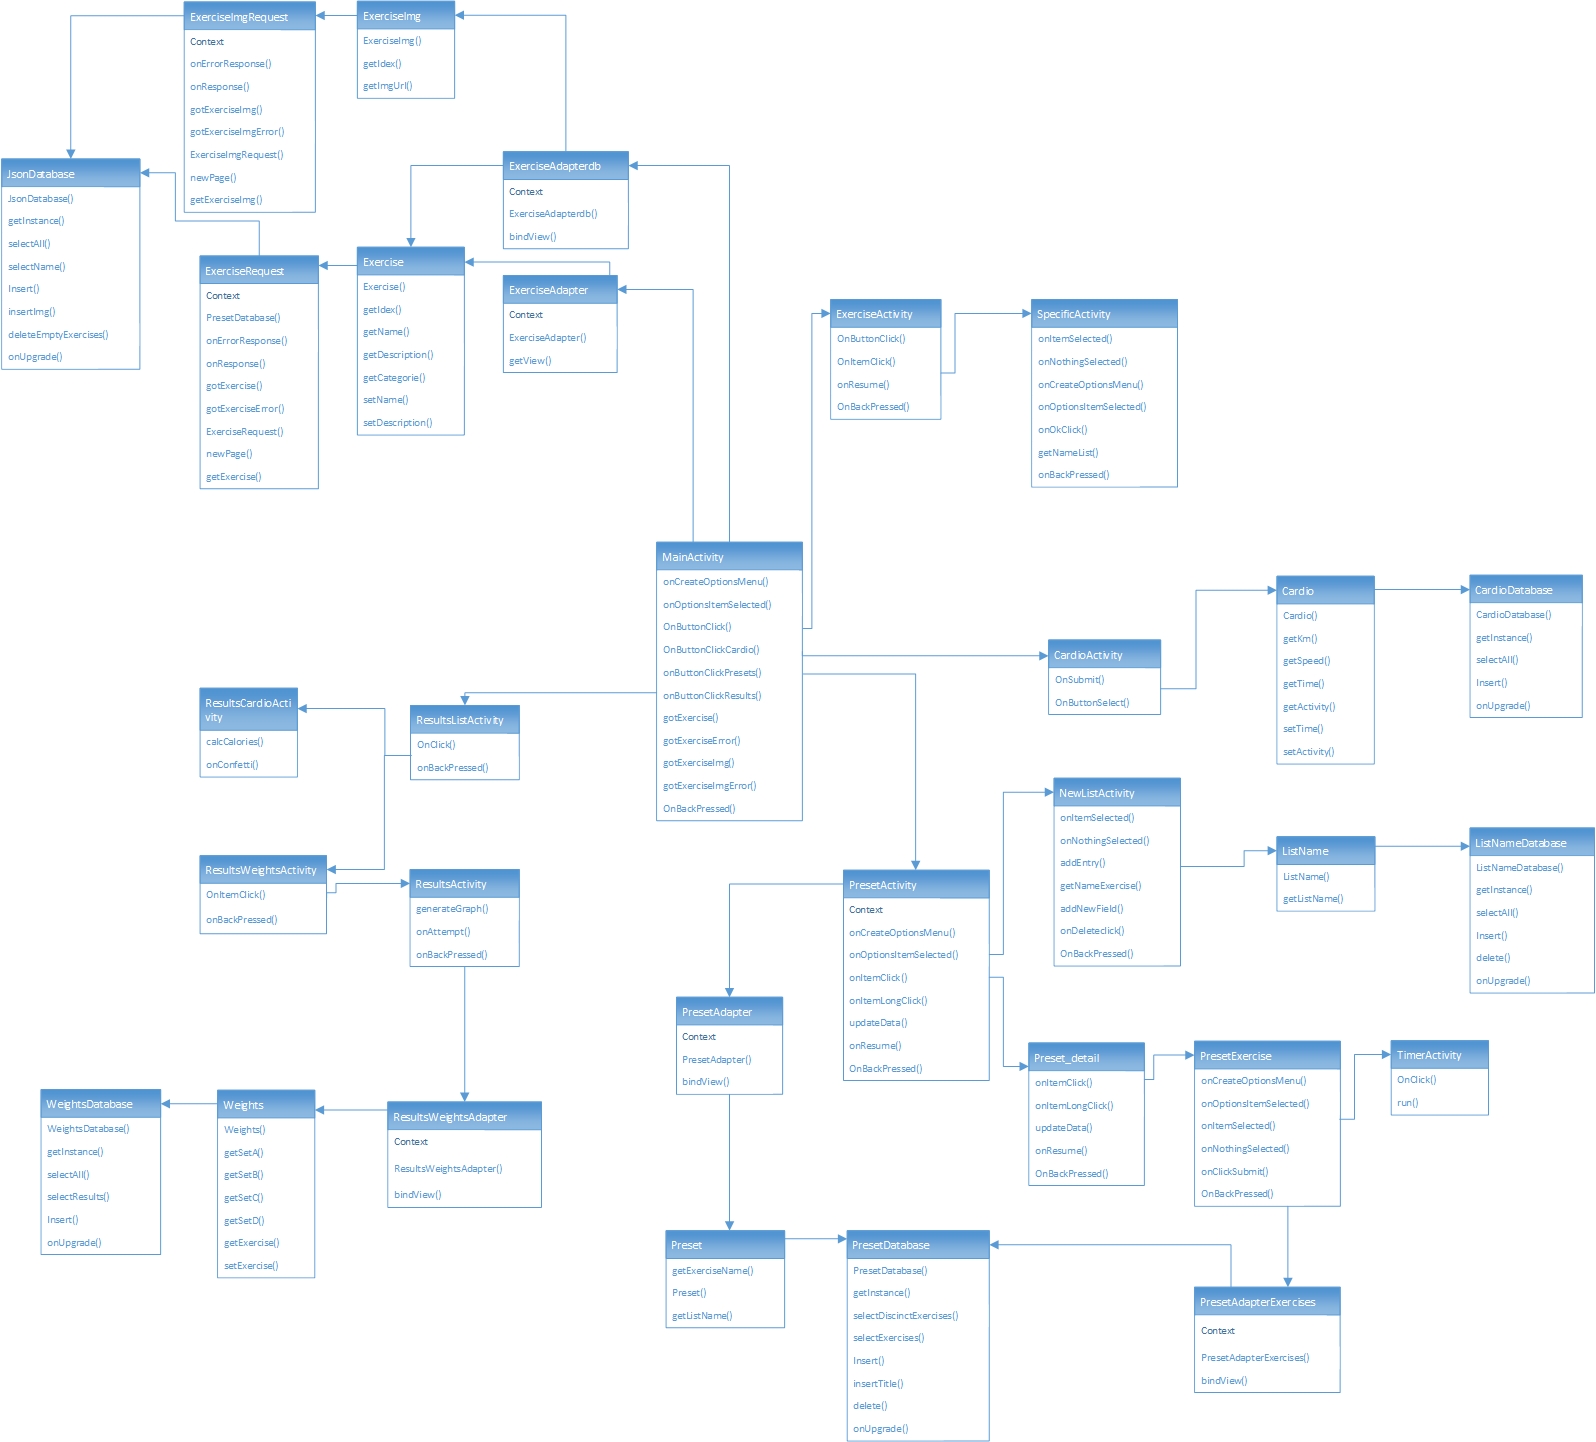 ExerciseImgRequest
Context
onErrorResponse()
onResponse()
gotExerciseImg()
gotExerciseImgError()
ExerciseImgRequest()
newPage()
getExerciseImg()
ExerciseImg
ExerciseImg()
getIdex()
getImgUrl()
JsonDatabase
JsonDatabase()
getInstance()
selectAll()
selectName()
Insert()
insertImg()
deleteEmptyExercises()
onUpgrade()
ExerciseAdapterdb
Context
ExerciseAdapterdb()
bindView()
ExerciseRequest
Context
PresetDatabase()
onErrorResponse()
onResponse()
gotExercise()
gotExerciseError()
ExerciseRequest()
newPage()
getExercise()
Exercise
Exercise()
getIdex()
getName()
getDescription()
getCategorie()
setName()
setDescription()
ExerciseAdapter
Context
ExerciseAdapter()
getView()
ExerciseActivity
OnButtonClick()
OnItemClick()
onResume()
OnBackPressed()
SpecificActivity
onItemSelected()
onNothingSelected()
onCreateOptionsMenu()
onOptionsItemSelected()
onOkClick()
getNameList()
onBackPressed()
MainActivity
onCreateOptionsMenu()
onOptionsItemSelected()
OnButtonClick()
OnButtonClickCardio()
onButtonClickPresets()
onButtonClickResults()
gotExercise()
gotExerciseError()
gotExerciseImg()
gotExerciseImgError()
OnBackPressed()
CardioActivity
OnSubmit()
OnButtonSelect()
Cardio
Cardio()
getKm()
getSpeed()
getTime()
getActivity()
setTime()
setActivity()
CardioDatabase
CardioDatabase()
getInstance()
selectAll()
Insert()
onUpgrade()
ResultsCardioActi
vity
calcCalories()
onConfetti()
ResultsListActivity
OnClick()
onBackPressed()
ResultsWeightsActivity
OnItemClick()
onBackPressed()
ResultsActivity
generateGraph()
onAttempt()
onBackPressed()
PresetActivity
Context
onCreateOptionsMenu()
onOptionsItemSelected()
onItemClick()
onItemLongClick()
updateData()
onResume()
OnBackPressed()
NewListActivity
onItemSelected()
onNothingSelected()
addEntry()
getNameExercise()
addNewField()
onDeleteclick()
OnBackPressed()
ListName
ListName()
getListName()
ListNameDatabase
ListNameDatabase()
getInstance()
selectAll()
Insert()
delete()
onUpgrade()
PresetAdapter
Context
PresetAdapter()
bindView()
Preset_detail
onItemClick()
onItemLongClick()
updateData()
onResume()
OnBackPressed()
PresetExercise
onCreateOptionsMenu()
onOptionsItemSelected()
onItemSelected()
onNothingSelected()
onClickSubmit()
OnBackPressed()
TimerActivity
OnClick()
run()
WeightsDatabase
WeightsDatabase()
getInstance()
selectAll()
selectResults()
Insert()
onUpgrade()
Weights
Weights()
getSetA()
getSetB()
getSetC()
getSetD()
getExercise()
setExercise()
ResultsWeightsAdapter
Context
ResultsWeightsAdapter()
bindView()
Preset
getExerciseName()
Preset()
getListName()
PresetDatabase
PresetDatabase()
getInstance()
selectDiscinctExercises()
selectExercises()
Insert()
insertTitle()
delete()
onUpgrade()
PresetAdapterExercises
Context
PresetAdapterExercises()
bindView()